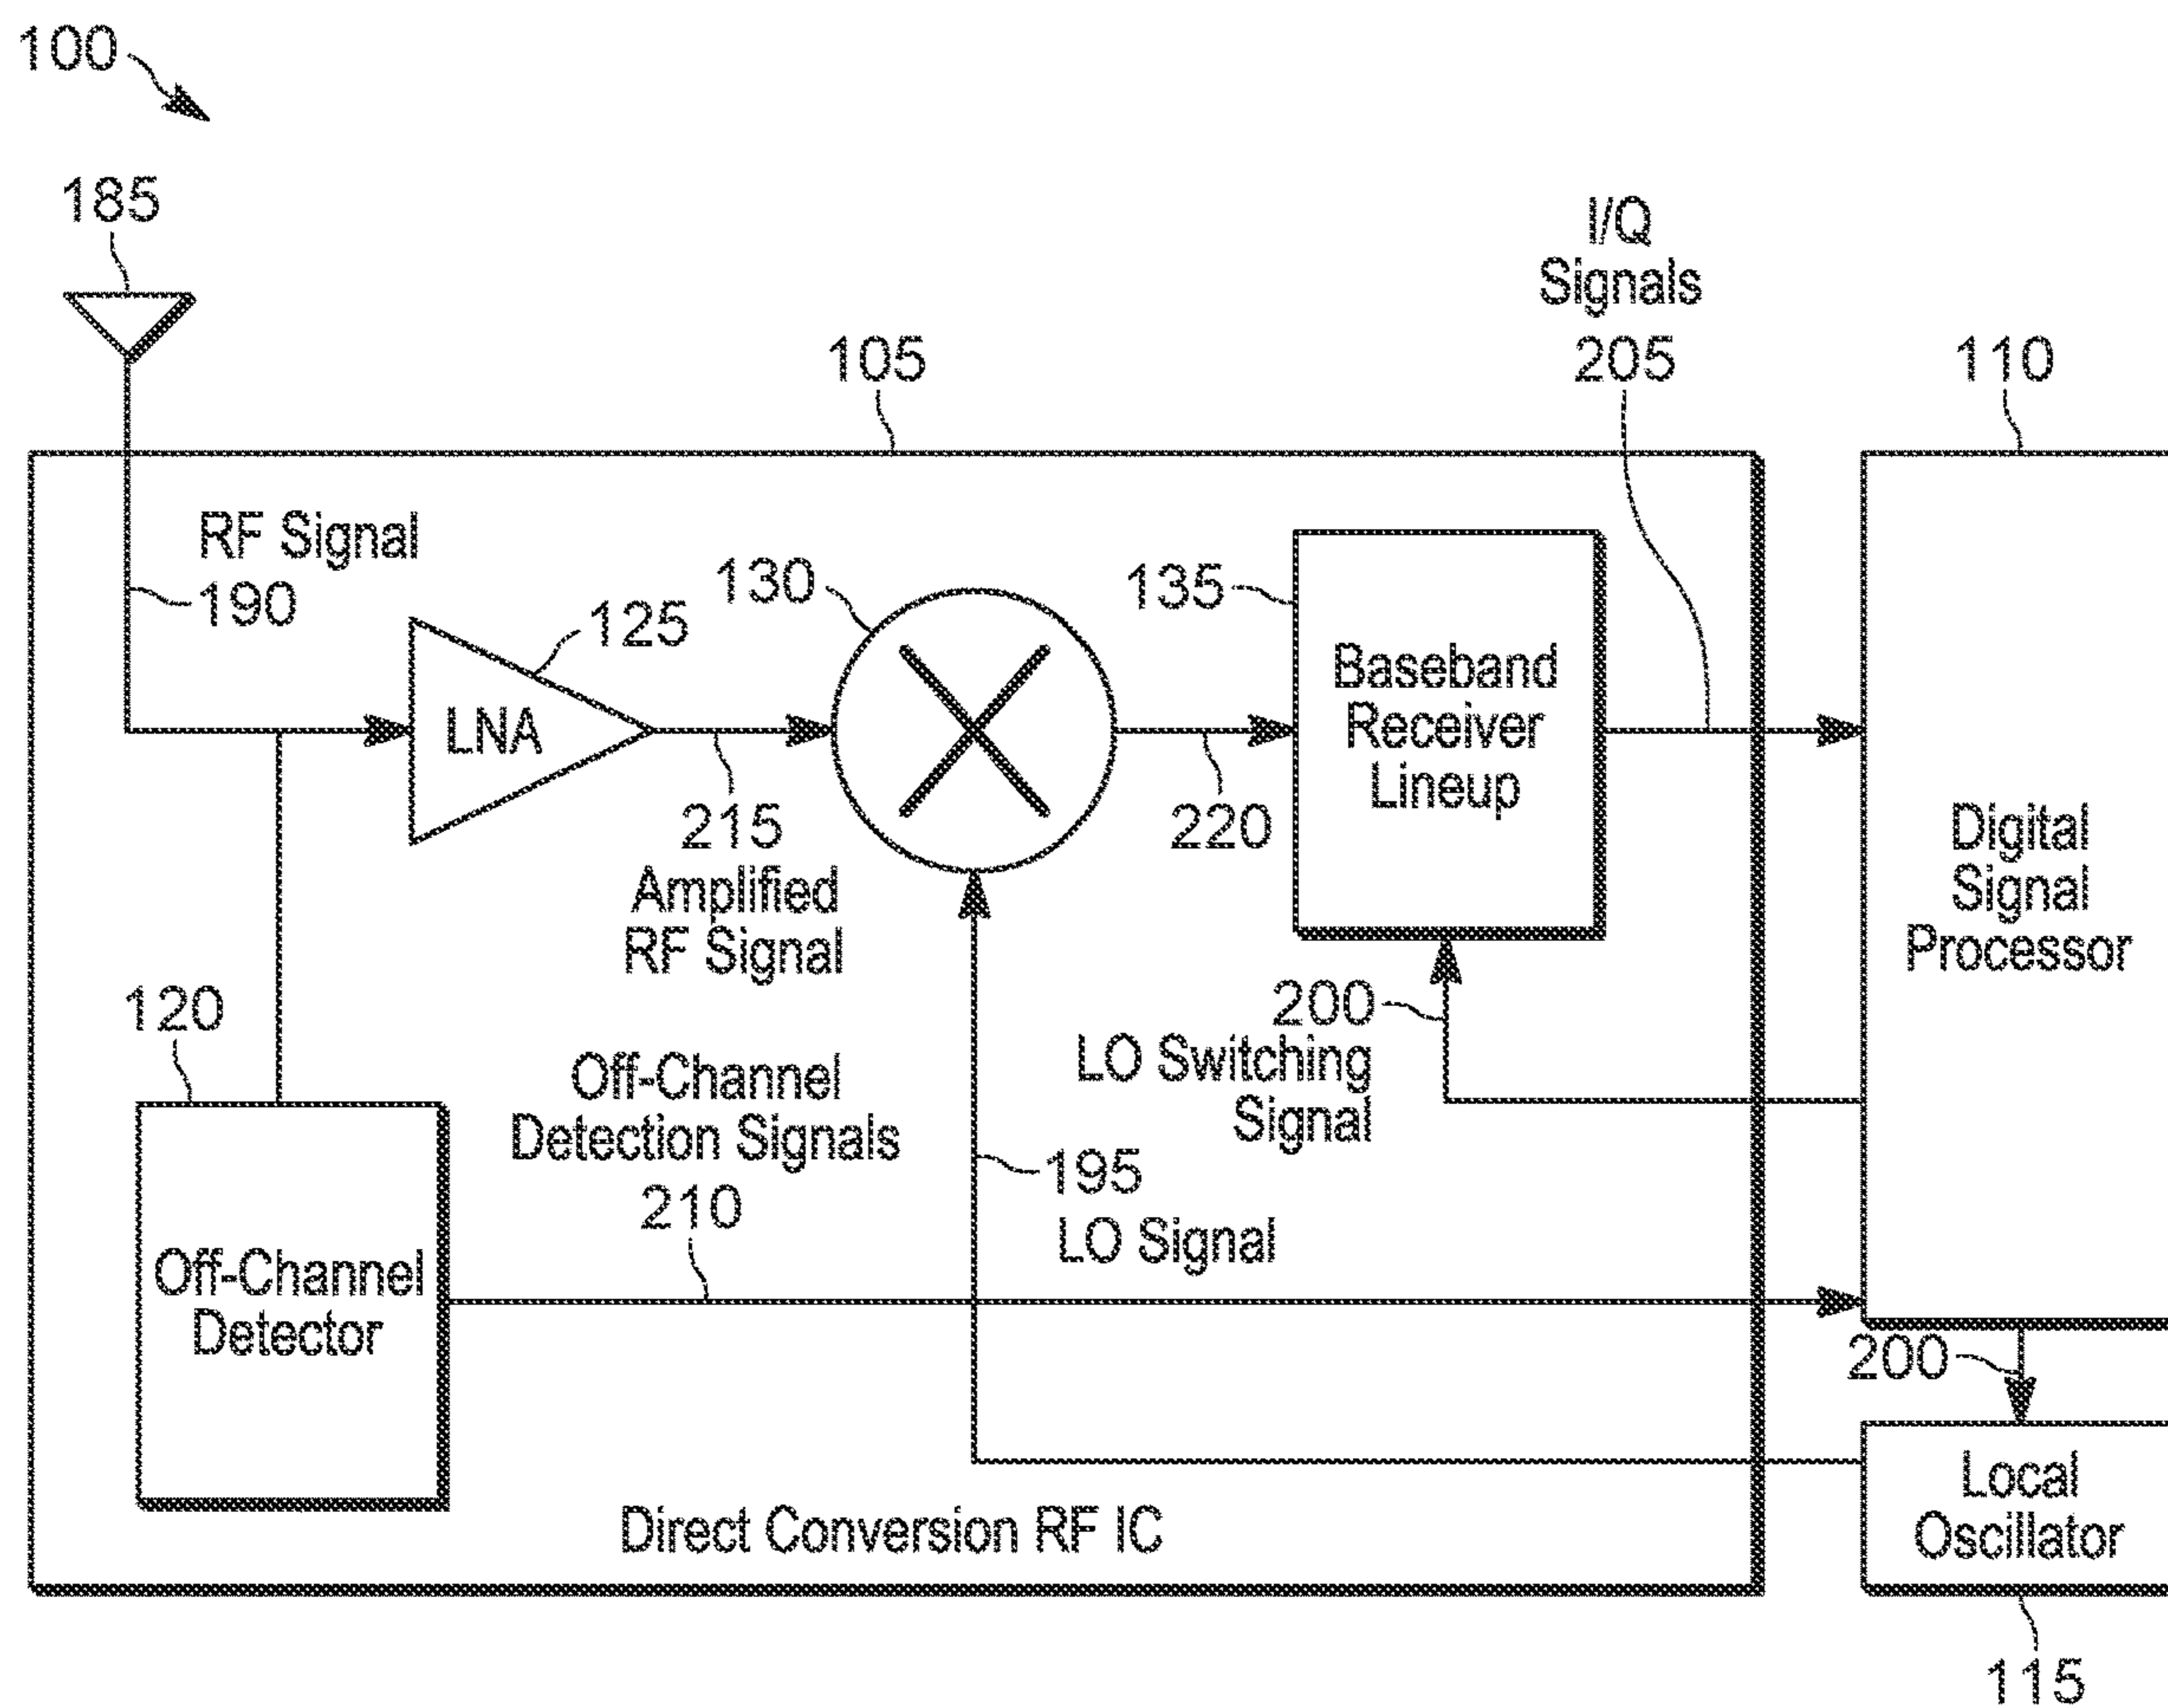 100
185
I/Q
Signals
205
105
110
RF Signal
190
125
LNA
130
135
Baseband
Receiver
Lineup
215
Amplified
RF Signal
220
Digital
Signal
Processor
120
Off-Channel
Detector
Off-Channel
Detection Signals
210
200
LO Switching
Signal
195
LO Signal
200
Local
Oscillator
Direct Conversion RF IC
115